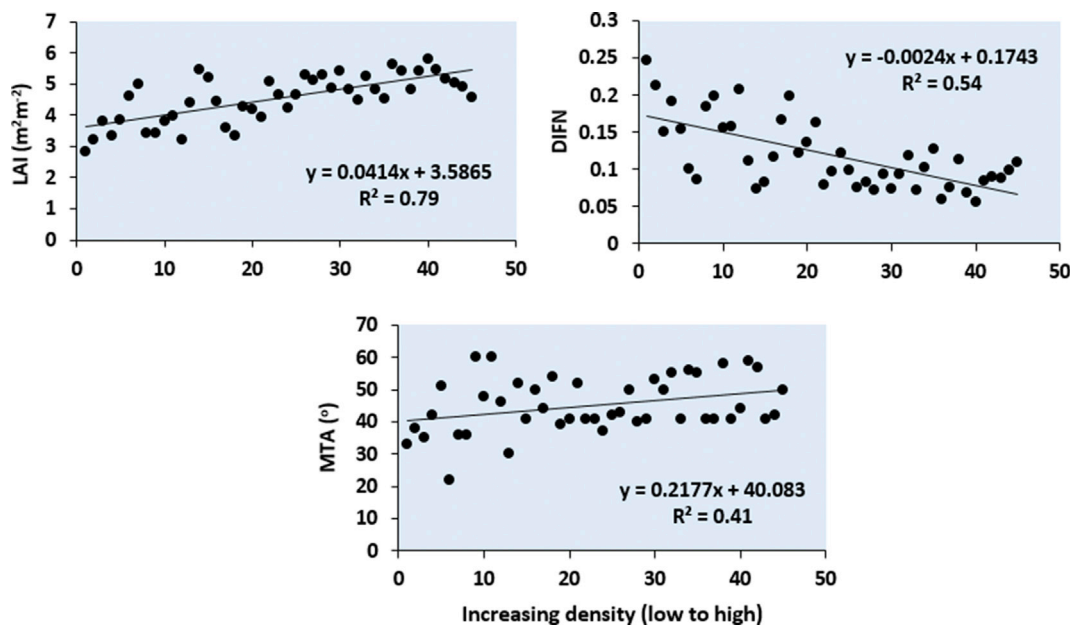 7
6
5
4
3
2
1
0
LAI (m²m⁻²)
y = 0.0414x + 3.5865
R² = 0.79
0 10 20 30 40 50
0.3
0.25
0.2
0.15
0.1
0.05
0
DIFN
y = -0.0024x + 0.1743
R² = 0.54
0 10 20 30 40 50
70
60
50
40
30
20
10
0
MTA (°)
y = 0.2177x + 40.083
R² = 0.41
0 10 20 30 40 50
Increasing density (low to high)